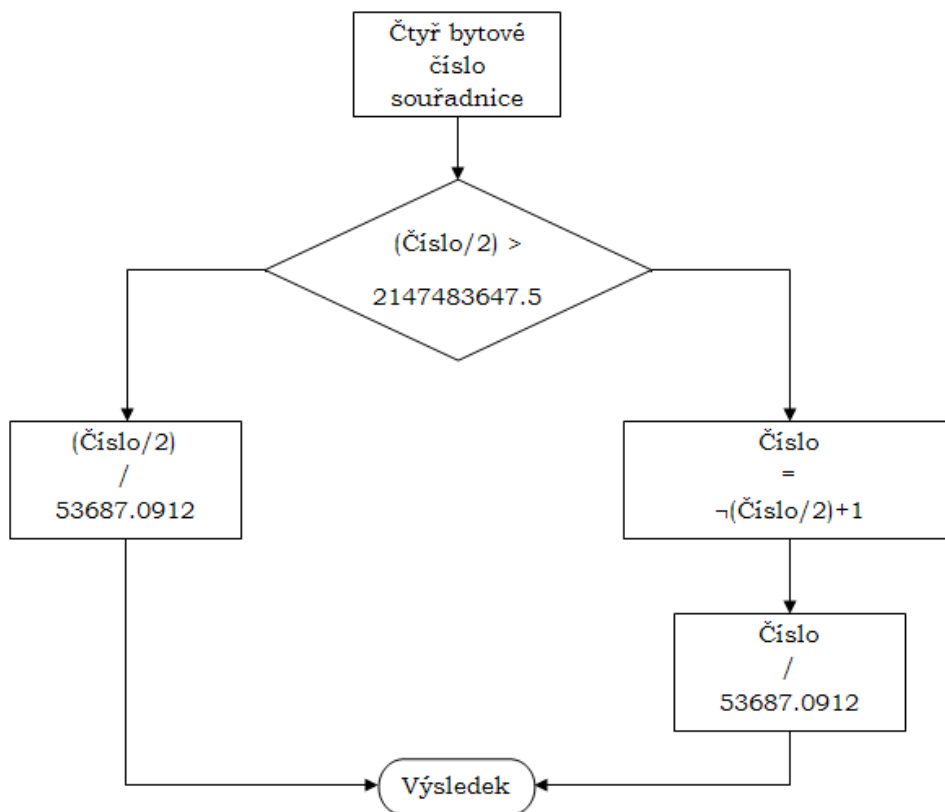 Čtyř bytové
číslo
souřadnice
(Číslo/2) >
2147483647.5
(Číslo/2)
/
53687.0912
Číslo
=
¬(Číslo/2)+1
Číslo
/
53687.0912
Výsledek